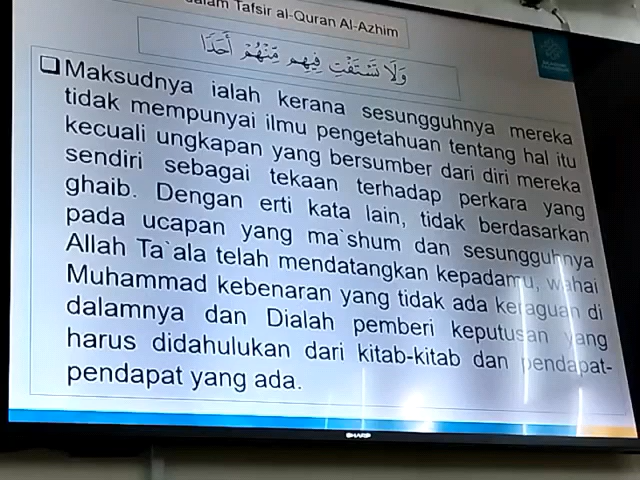 dalam Tafsir al-Quran Al-Azhim
وَلَا تَسْتَفْتِ فِيهِم مِّنْهُمْ أَحَدًا
Maksudnya ialah kerana sesungguhnya mereka
tidak mempunyai ilmu pengetahuan tentang hal itu
kecuali ungkapan yang bersumber dari diri mereka
sendiri sebagai tekaan terhadap perkara yang
ghaib. Dengan erti kata lain, tidak berdasarkan
pada ucapan yang ma`shum dan sesungguhnya
Allah Ta`ala telah mendatangkan kepadamu, wahai
Muhammad kebenaran yang tidak ada keraguan di
dalamnya dan Dialah pemberi keputusan yang
harus didahulukan dari kitab-kitab dan pendapat-
pendapat yang ada.
SHARP